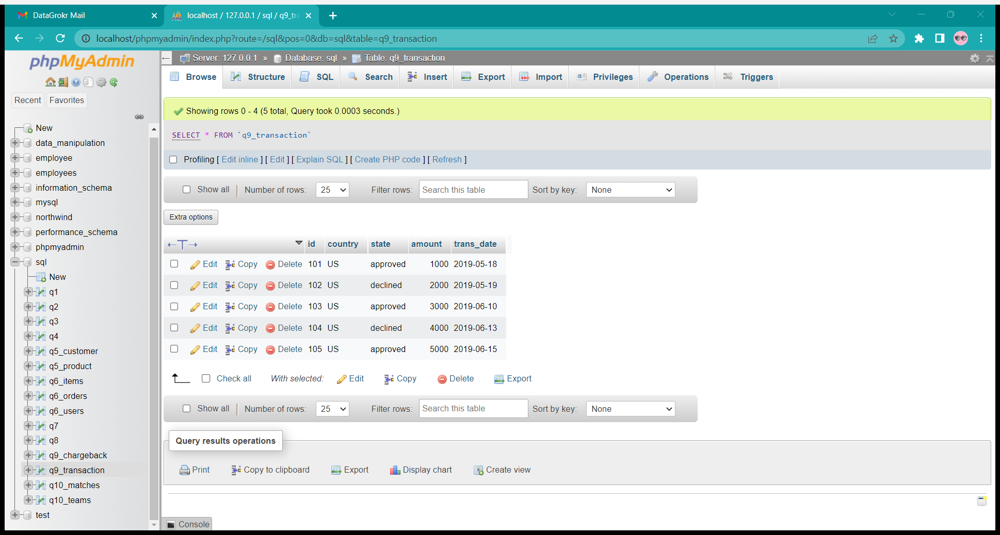 DataGrokr Mail
localhost / 127.0.0.1 / sql / q9_tra
localhost/phpmyadmin/index.php?route=/sql&pos=0&db=sql&table=q9_transaction
phpMyAdmin
Recent Favorites
New
data_manipulation
employee
employees
information_schema
mysql
northwind
performance_schema
phpmyadmin
sql
New
q1
q2
q3
q4
q5_customer
q5_product
q6_items
q6_orders
q6_users
q7
q8
q9_chargeback
q9_transaction
q10_matches
q10_teams
test
Server: 127.0.0.1 » Database: sql » Table: q9_transaction
Browse Structure SQL Search Insert Export Import Privileges Operations Triggers
Showing rows 0 - 4 (5 total, Query took 0.0003 seconds.)
SELECT * FROM `q9_transaction`
Profiling [ Edit inline ] [ Edit ] [ Explain SQL ] [ Create PHP code ] [ Refresh ]
Show all Number of rows: 25 Filter rows: Search this table Sort by key: None
Extra options
id country state amount trans_date
Edit Copy Delete 101 US approved 1000 2019-05-18
Edit Copy Delete 102 US declined 2000 2019-05-19
Edit Copy Delete 103 US approved 3000 2019-06-10
Edit Copy Delete 104 US declined 4000 2019-06-13
Edit Copy Delete 105 US approved 5000 2019-06-15
Check all With selected: Edit Copy Delete Export
Show all Number of rows: 25 Filter rows: Search this table Sort by key: None
Query results operations
Print Copy to clipboard Export Display chart Create view
Console